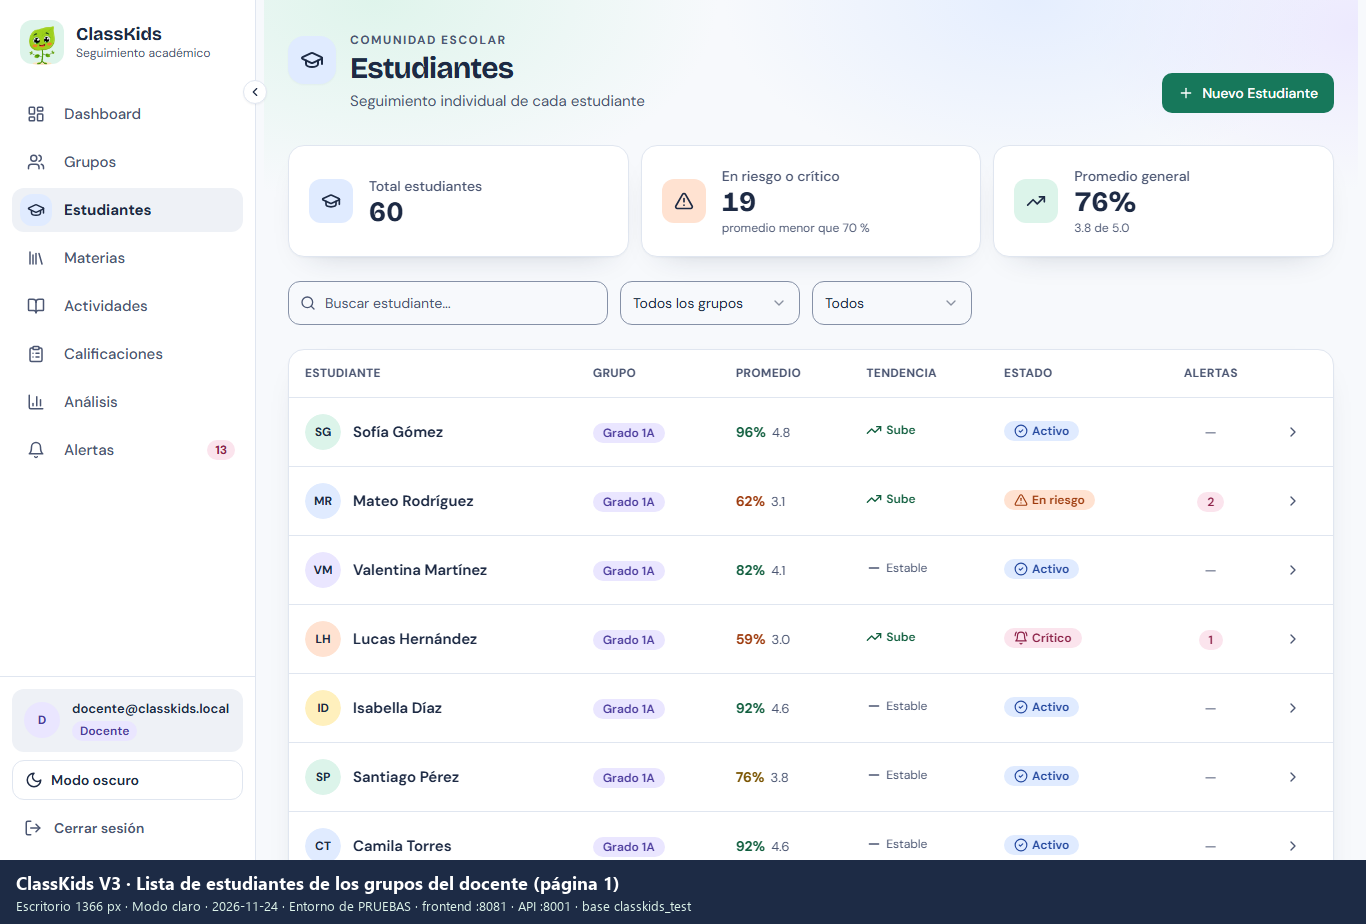 ClassKids
Seguimiento académico
Dashboard
Grupos
Estudiantes
Materias
Actividades
Calificaciones
Análisis
Alertas 13
D docente@classkids.local
Docente
Modo oscuro
Cerrar sesión
COMUNIDAD ESCOLAR
Estudiantes
Seguimiento individual de cada estudiante
+ Nuevo Estudiante
Total estudiantes
60
En riesgo o crítico
19
promedio menor que 70 %
Promedio general
76%
3.8 de 5.0
Buscar estudiante...
Todos los grupos
Todos
ESTUDIANTE GRUPO PROMEDIO TENDENCIA ESTADO ALERTAS
SG Sofía Gómez Grado 1A 96% 4.8 Sube Activo —
MR Mateo Rodríguez Grado 1A 62% 3.1 Sube En riesgo 2
VM Valentina Martínez Grado 1A 82% 4.1 Estable Activo —
LH Lucas Hernández Grado 1A 59% 3.0 Sube Crítico 1
ID Isabella Díaz Grado 1A 92% 4.6 Estable Activo —
SP Santiago Pérez Grado 1A 76% 3.8 Estable Activo —
CT Camila Torres Grado 1A 92% 4.6 Estable Activo —
ClassKids V3 · Lista de estudiantes de los grupos del docente (página 1)
Escritorio 1366 px · Modo claro · 2026-11-24 · Entorno de PRUEBAS · frontend :8081 · API :8001 · base classkids_test